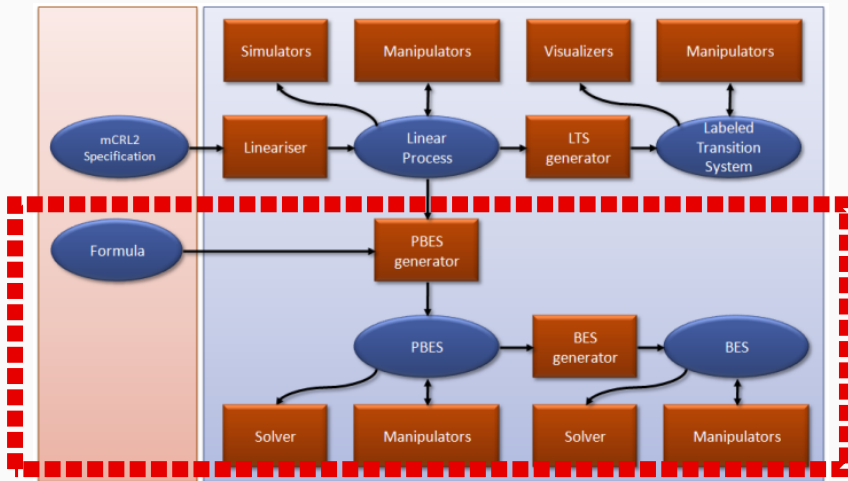 Simulators
Manipulators
Visualizers
Manipulators
mCRL2
Specification
Lineariser
Linear
Process
LTS
generator
Labeled
Transition
System
Formula
PBES
generator
PBES
BES
generator
BES
Solver
Manipulators
Solver
Manipulators